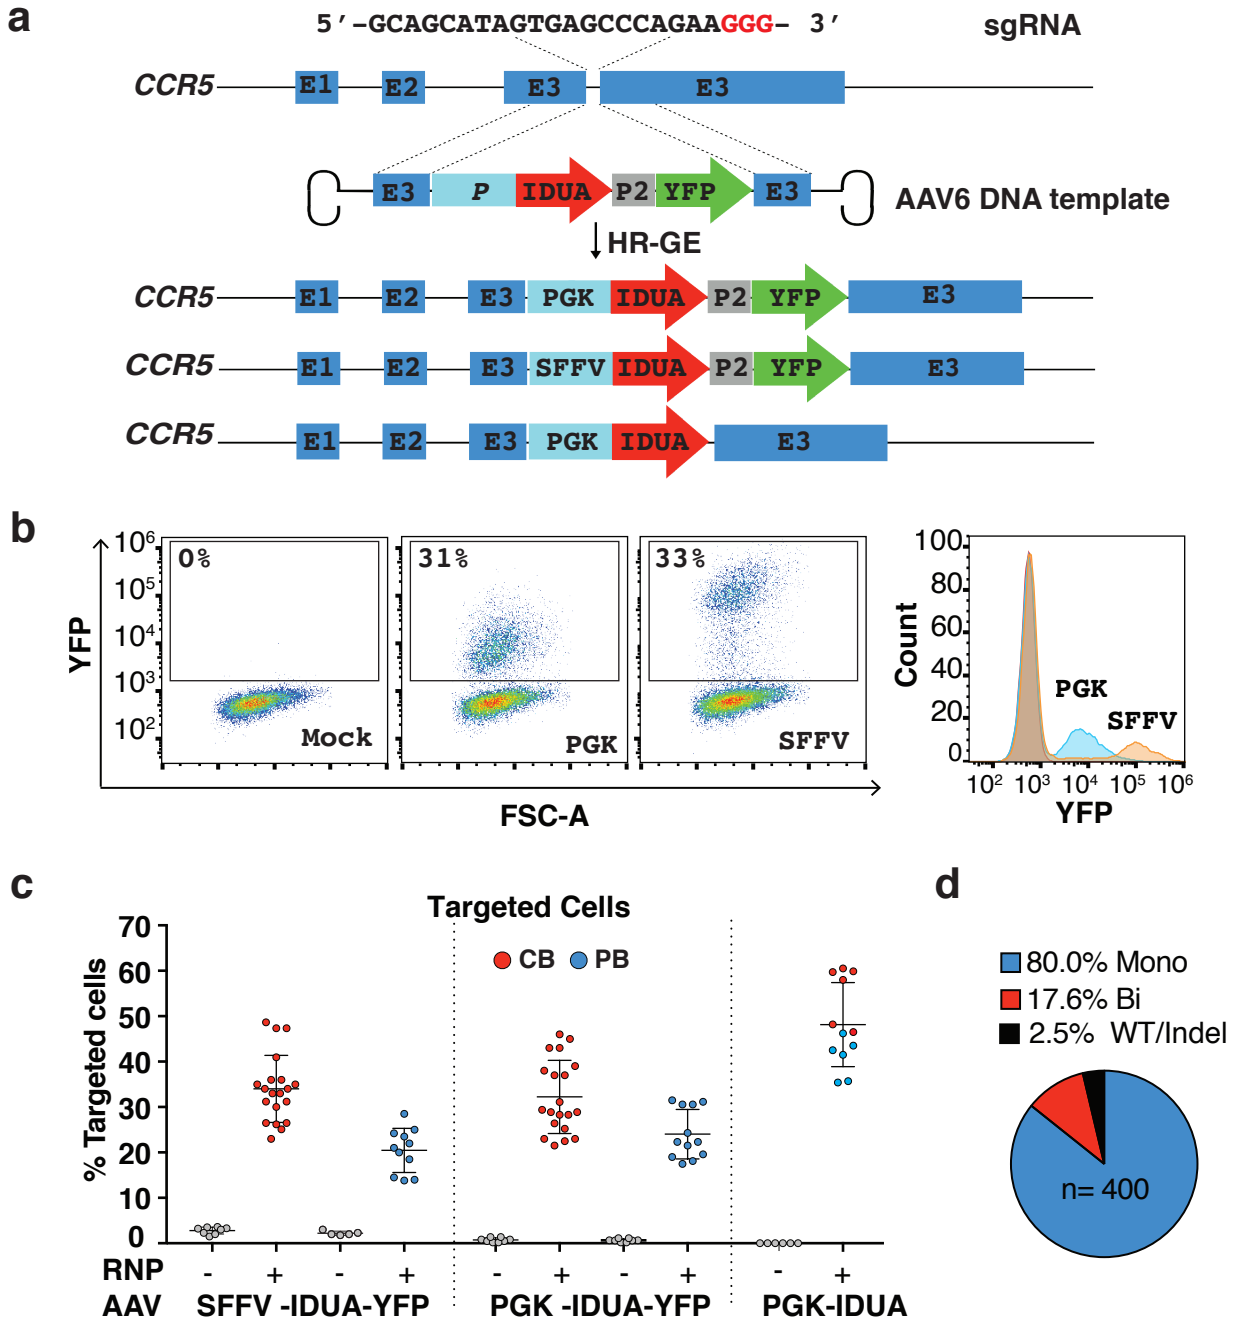 a
5′-GCAGCATAGTGAGCCCAGAAGGG- 3′ sgRNA
CCR5 E1 E2 E3 E3
E3 P IDUA P2 YFP E3 AAV6 DNA template
HR-GE
CCR5 E1 E2 E3 PGK IDUA P2 YFP E3
CCR5 E1 E2 E3 SFFV IDUA P2 YFP E3
CCR5 E1 E2 E3 PGK IDUA E3
b
YFP
10⁶
10⁵
10⁴
10³
10²
0% Mock
31% PGK
33% SFFV
FSC-A
Count
100
80
60
40
20
0
PGK
SFFV
10² 10³ 10⁴ 10⁵ 10⁶
YFP
c
Targeted Cells
CB PB
% Targeted cells
70
60
50
40
30
20
10
0
RNP - + - + - + - + - +
AAV SFFV -IDUA-YFP PGK -IDUA-YFP PGK-IDUA
d
80.0% Mono
17.6% Bi
2.5% WT/Indel
n= 400